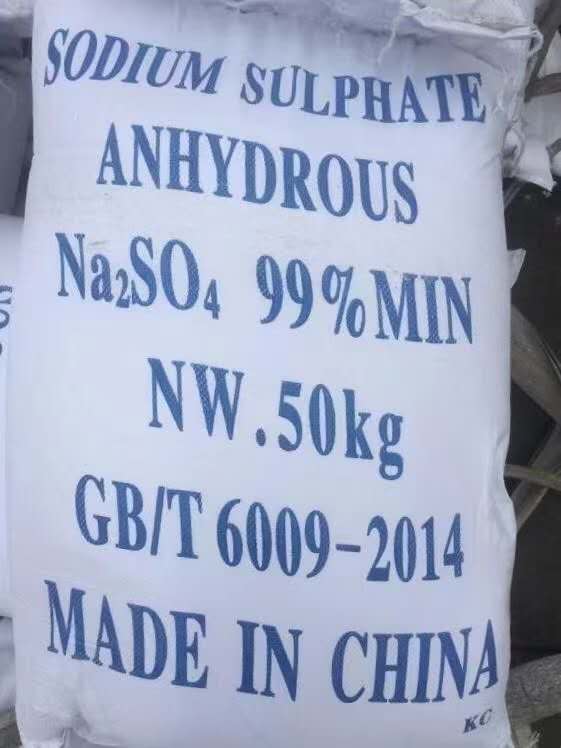 SODIUM SULPHATE
ANHYDROUS
Na₂SO₄ 99%MIN
NW.50kg
GB/T 6009-2014
MADE IN CHINA
KC